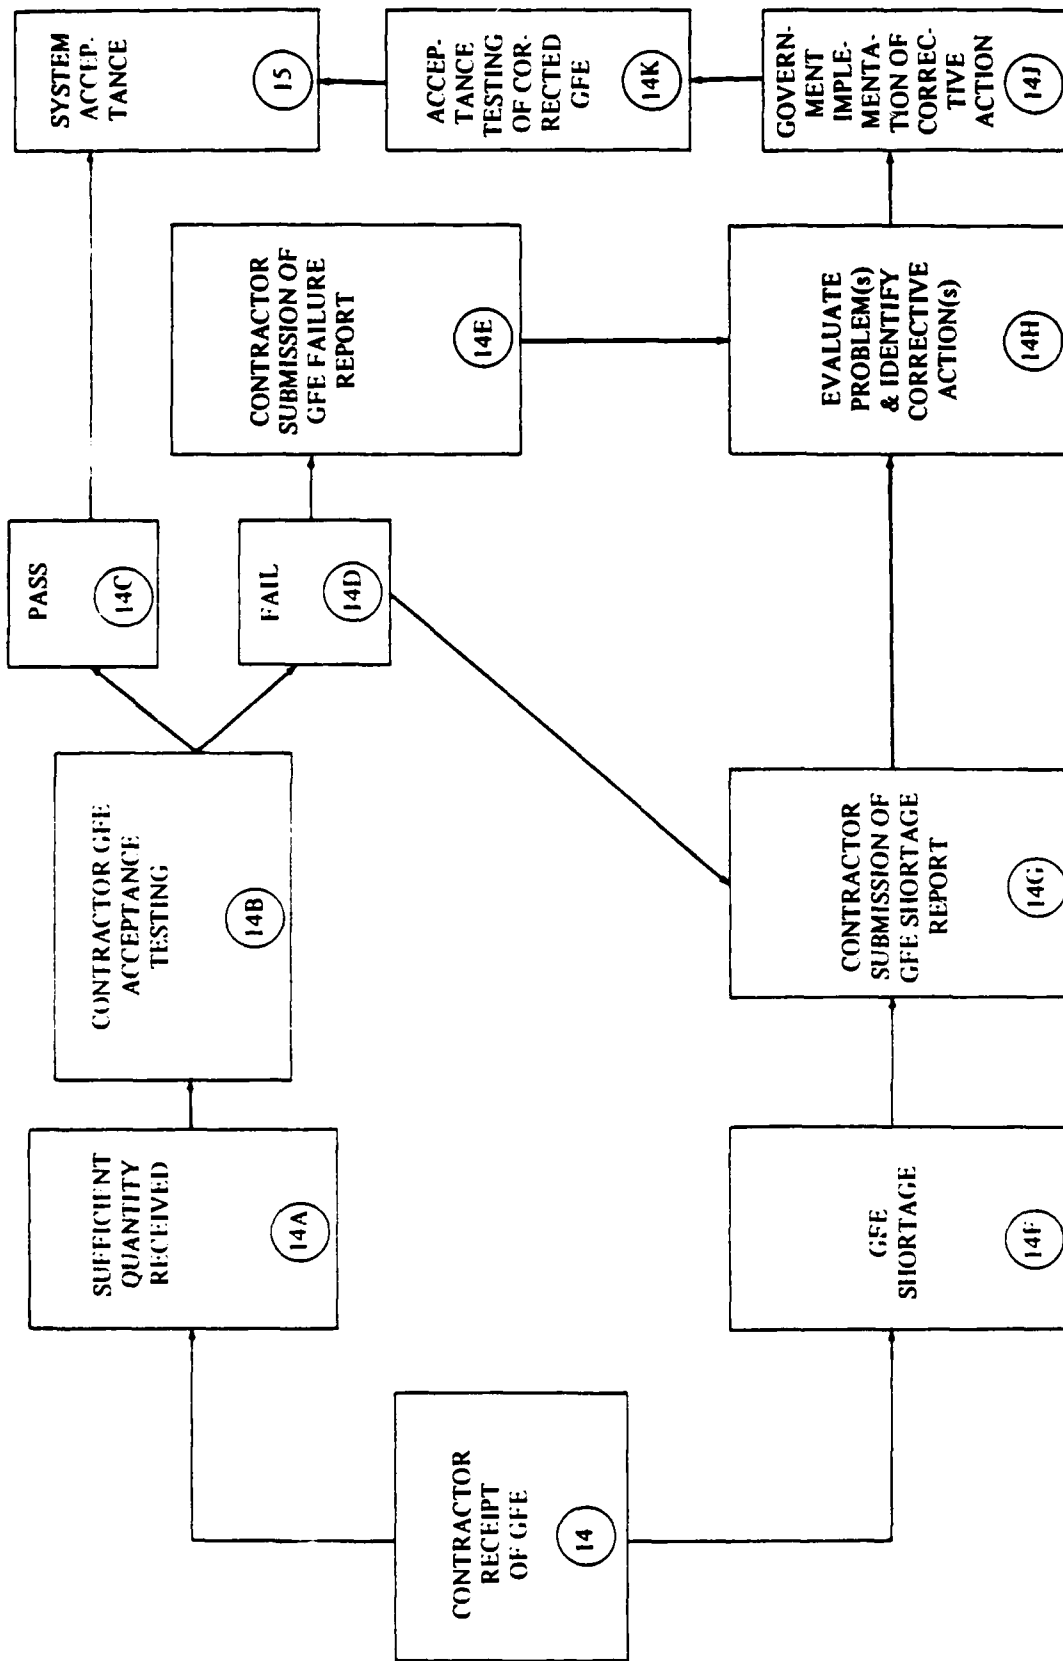 CONTRACTOR
RECEIPT
OF GFE
14
SUFFICIENT
QUANTITY
RECEIVED
14A
CONTRACTOR GFE
ACCEPTANCE
TESTING
14B
PASS
14C
FAIL
14D
CONTRACTOR
SUBMISSION OF
GFE FAILURE
REPORT
14E
SYSTEM
ACCEP-
TANCE
15
ACCEP-
TANCE
TESTING
OF COR-
RECTED
GFE
14K
GFE
SHORTAGE
14F
CONTRACTOR
SUBMISSION OF
GFE SHORTAGE
REPORT
14G
EVALUATE
PROBLEM(s)
& IDENTIFY
CORRECTIVE
ACTION(s)
14H
GOVERN-
MENT
IMPLE-
MENTA-
TION OF
CORREC-
TIVE
ACTION
14J